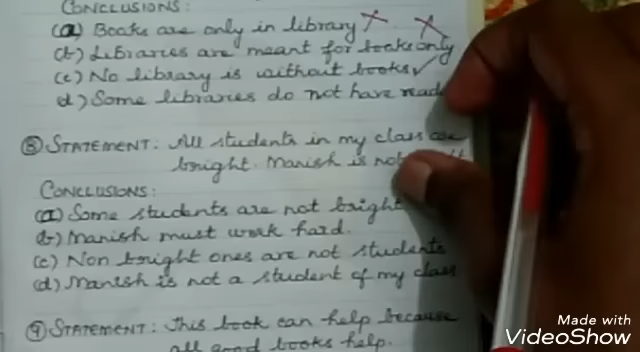 CONCLUSIONS:
(a) Books are only in library
(b) Libraries are meant for books only
(c) No library is without books
(d) Some libraries do not have
⑧ STATEMENT: All students in my class are
bright. Manish is not
CONCLUSIONS:
(a) Some students are not bright
(b) Manish must work hard.
(c) Non bright ones are not students
(d) Manish is not a student of my class
⑨ STATEMENT: This book can help because
all good books help.
Made with
VideoShow